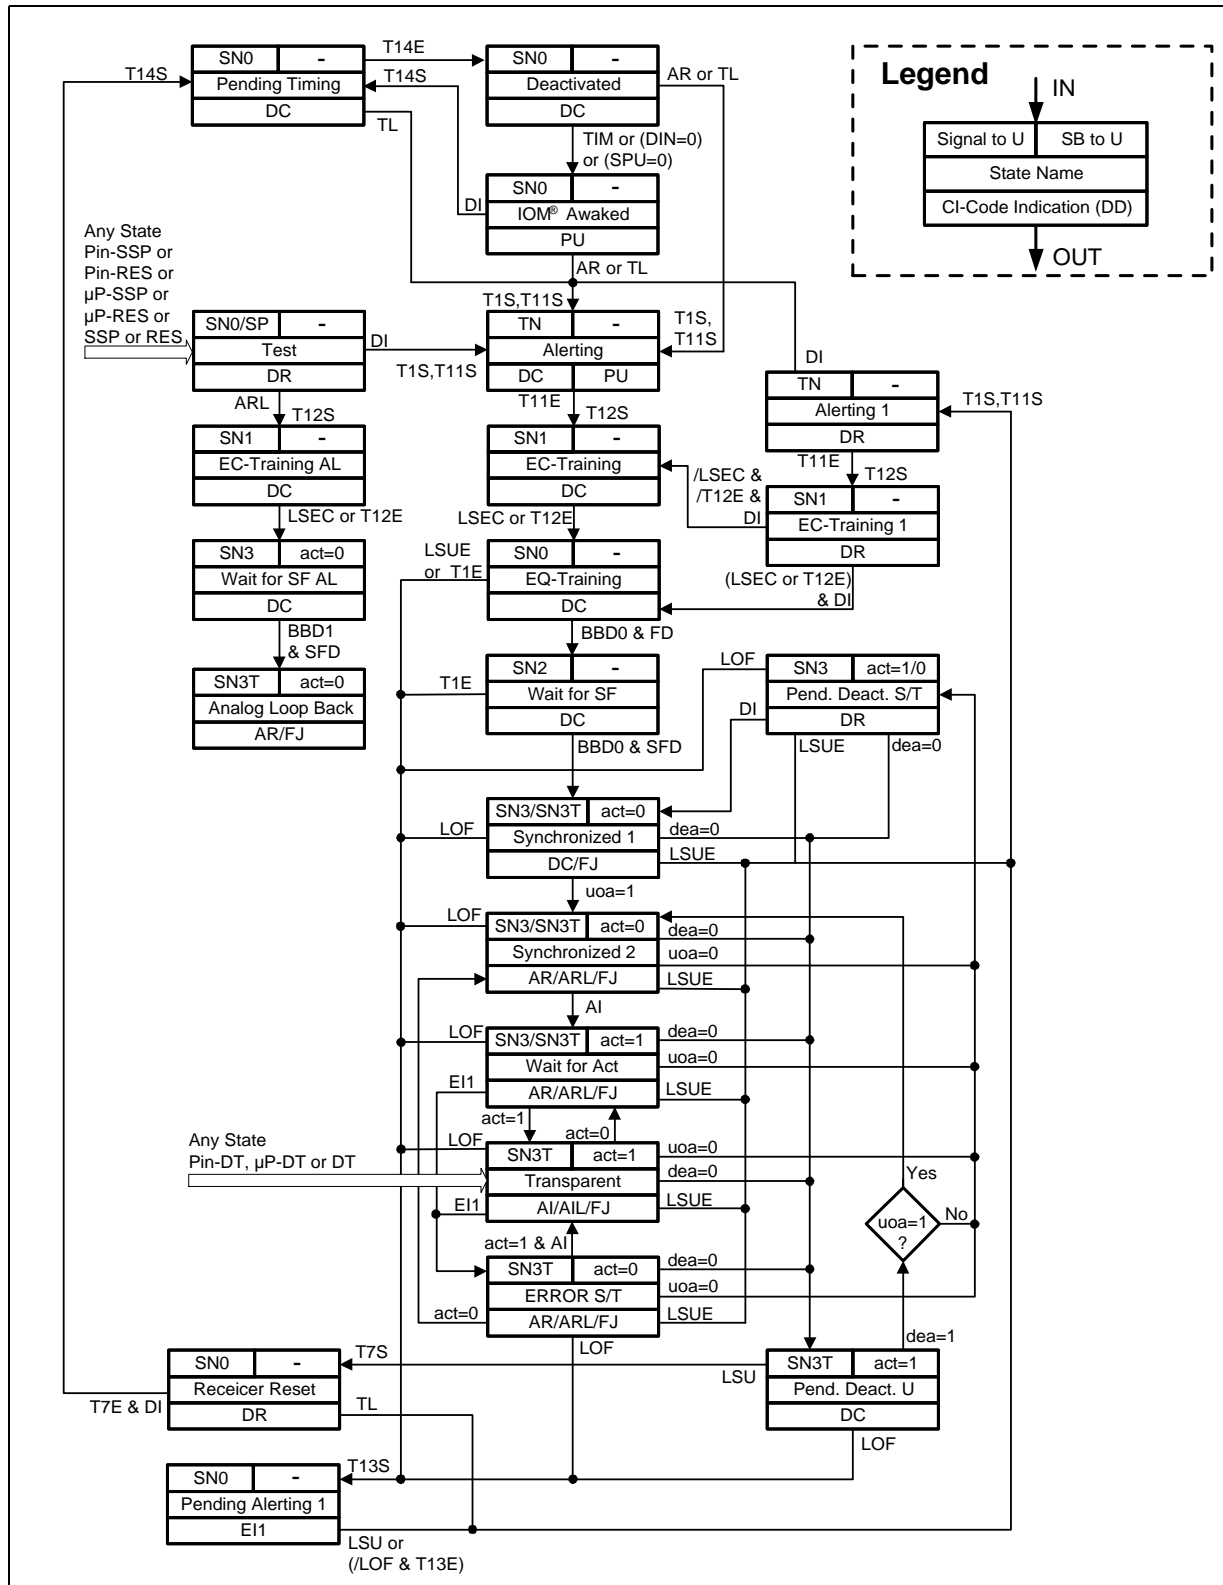 T14S
SN0
-
Pending Timing
DC
T14E
T14S
TL
SN0
-
Deactivated
DC
AR or TL
TIM or (DIN=0)
or (SPU=0)
DI
SN0
-
IOM® Awaked
PU
AR or TL
Legend
IN
Signal to U
SB to U
State Name
CI-Code Indication (DD)
OUT
Any State
Pin-SSP or
Pin-RES or
µP-SSP or
µP-RES or
SSP or RES
SN0/SP
-
Test
DR
DI
T1S,T11S
T1S,T11S
TN
-
Alerting
DC
PU
T1S,
T11S
DI
TN
-
Alerting 1
DR
T1S,T11S
ARL
T12S
SN1
-
EC-Training AL
DC
T11E
T12S
SN1
-
EC-Training
DC
/LSEC &
/T12E &
DI
T11E
T12S
SN1
-
EC-Training 1
DR
LSEC or T12E
SN3
act=0
Wait for SF AL
DC
LSEC or T12E
LSUE
or T1E
SN0
-
EQ-Training
DC
(LSEC or T12E)
& DI
BBD1
& SFD
SN3T
act=0
Analog Loop Back
AR/FJ
BBD0 & FD
T1E
SN2
-
Wait for SF
DC
LOF
SN3
act=1/0
Pend. Deact. S/T
DR
DI
LSUE
dea=0
BBD0 & SFD
SN3/SN3T
act=0
Synchronized 1
DC/FJ
LOF
dea=0
LSUE
uoa=1
LOF
SN3/SN3T
act=0
Synchronized 2
AR/ARL/FJ
dea=0
uoa=0
LSUE
AI
LOF
SN3/SN3T
act=1
Wait for Act
AR/ARL/FJ
dea=0
uoa=0
LSUE
EI1
act=1
act=0
Any State
Pin-DT, µP-DT or DT
LOF
SN3T
act=1
Transparent
AI/AIL/FJ
uoa=0
dea=0
LSUE
EI1
Yes
uoa=1
?
No
act=1 & AI
SN3T
act=0
ERROR S/T
AR/ARL/FJ
dea=0
uoa=0
LSUE
act=0
LOF
dea=1
SN3T
act=1
Pend. Deact. U
DC
LSU
LOF
T7S
SN0
-
Receicer Reset
DR
T7E & DI
TL
T13S
SN0
-
Pending Alerting 1
EI1
LSU or
(/LOF & T13E)